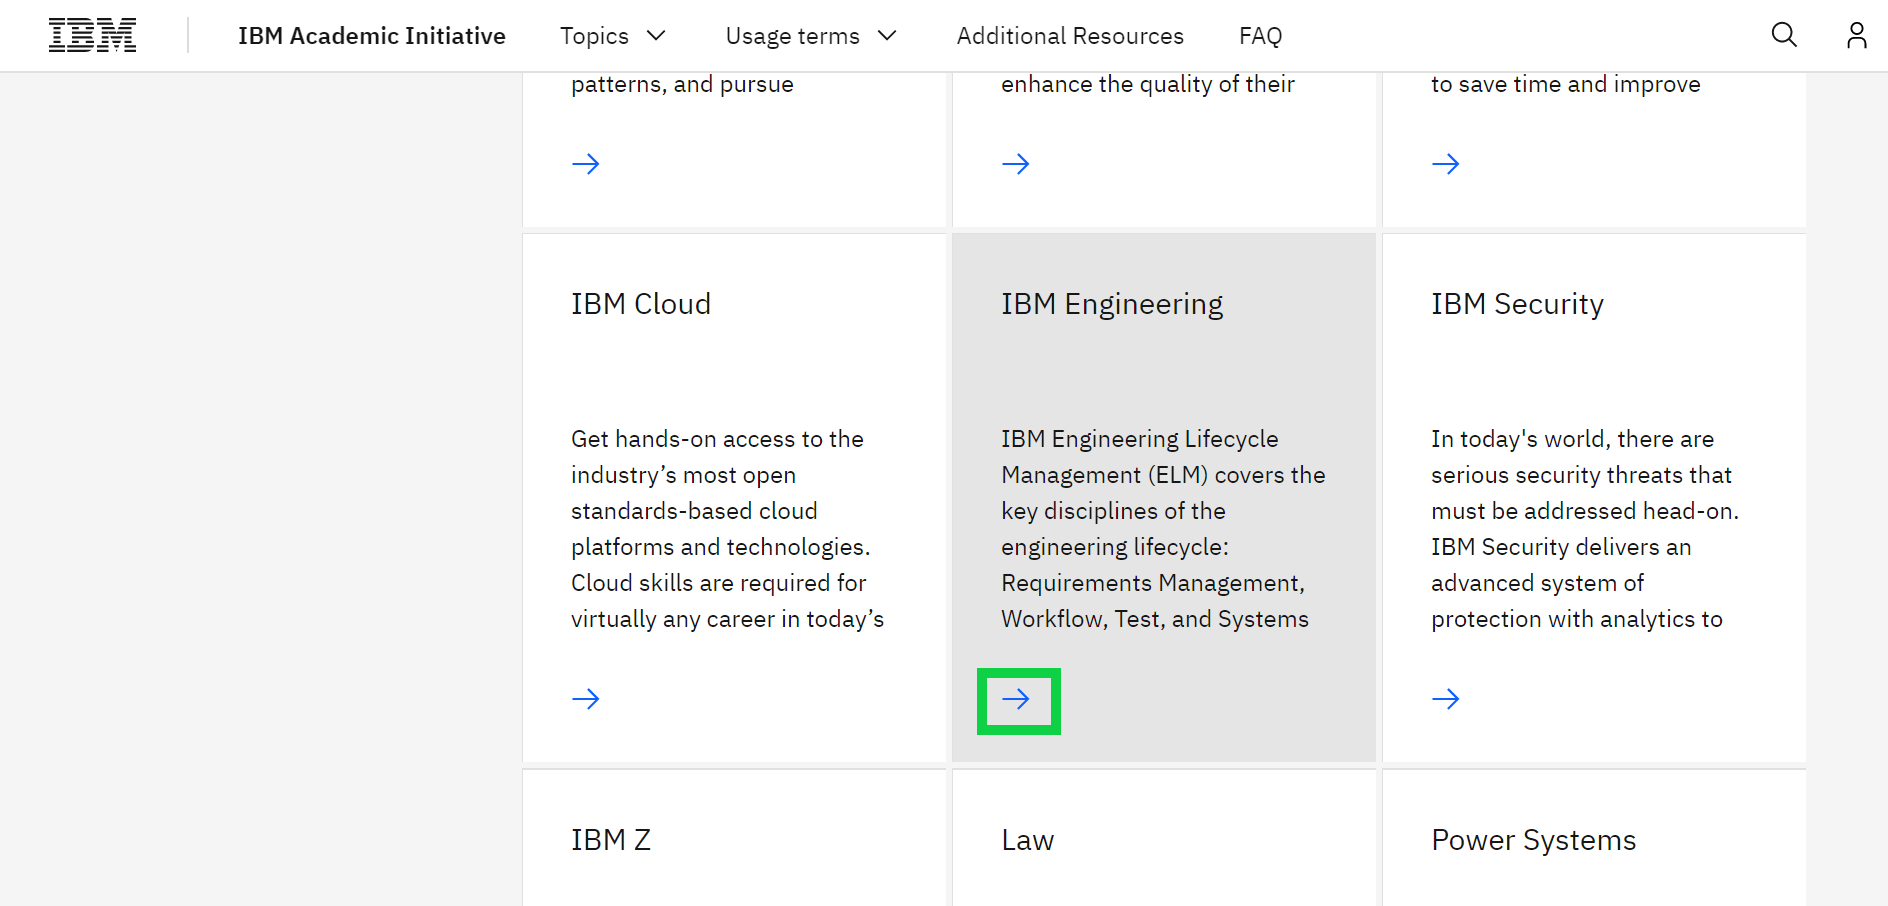 IBM
IBM Academic Initiative
Topics
Usage terms
Additional Resources
FAQ
patterns, and pursue
enhance the quality of their
to save time and improve
IBM Cloud
Get hands-on access to the
industry’s most open
standards-based cloud
platforms and technologies.
Cloud skills are required for
virtually any career in today’s
IBM Engineering
IBM Engineering Lifecycle
Management (ELM) covers the
key disciplines of the
engineering lifecycle:
Requirements Management,
Workflow, Test, and Systems
IBM Security
In today's world, there are
serious security threats that
must be addressed head-on.
IBM Security delivers an
advanced system of
protection with analytics to
IBM Z
Law
Power Systems